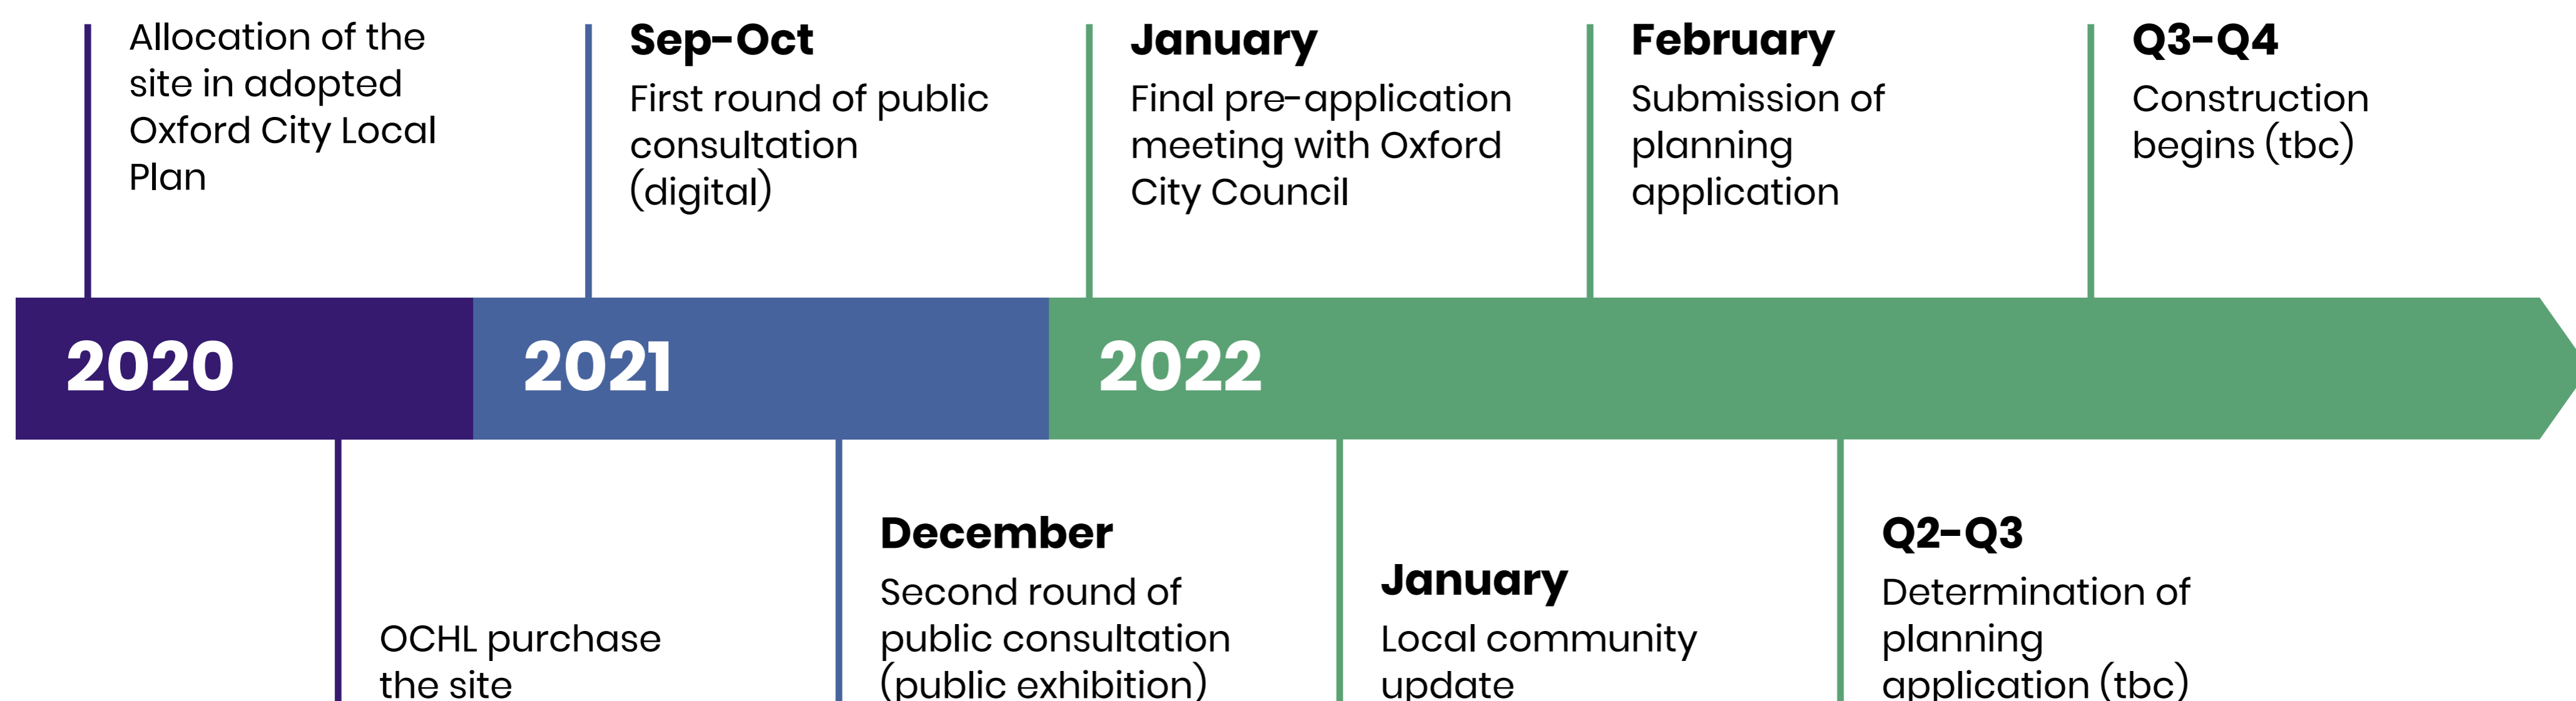 Allocation of the
site in adopted
Oxford City Local
Plan
Sep-Oct
First round of public
consultation
(digital)
January
Final pre-application
meeting with Oxford
City Council
February
Submission of
planning
application
Q3-Q4
Construction
begins (tbc)
2020
2021
2022
OCHL purchase
the site
December
Second round of
public consultation
(public exhibition)
January
Local community
update
Q2-Q3
Determination of
planning
application (tbc)